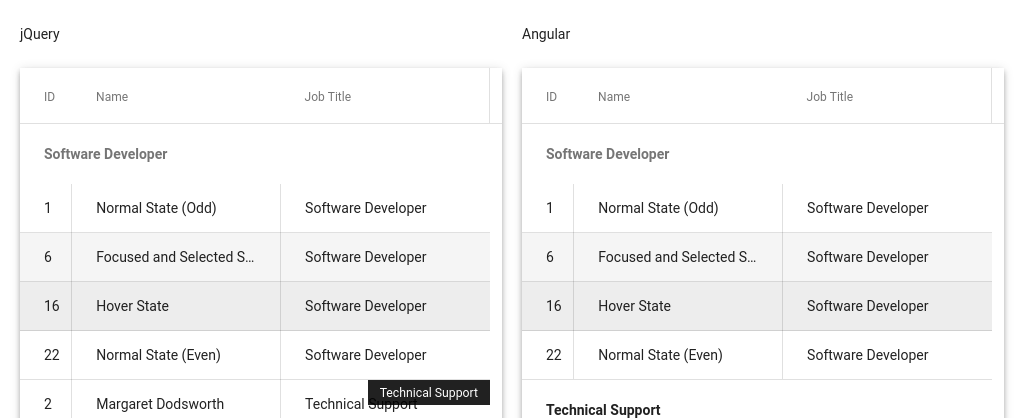 jQuery
ID Name Job Title
Software Developer
1 Normal State (Odd) Software Developer
6 Focused and Selected S... Software Developer
16 Hover State Software Developer
22 Normal State (Even) Software Developer
Technical Support
2 Margaret Dodsworth Technical Support
Angular
ID Name Job Title
Software Developer
1 Normal State (Odd) Software Developer
6 Focused and Selected S... Software Developer
16 Hover State Software Developer
22 Normal State (Even) Software Developer
Technical Support